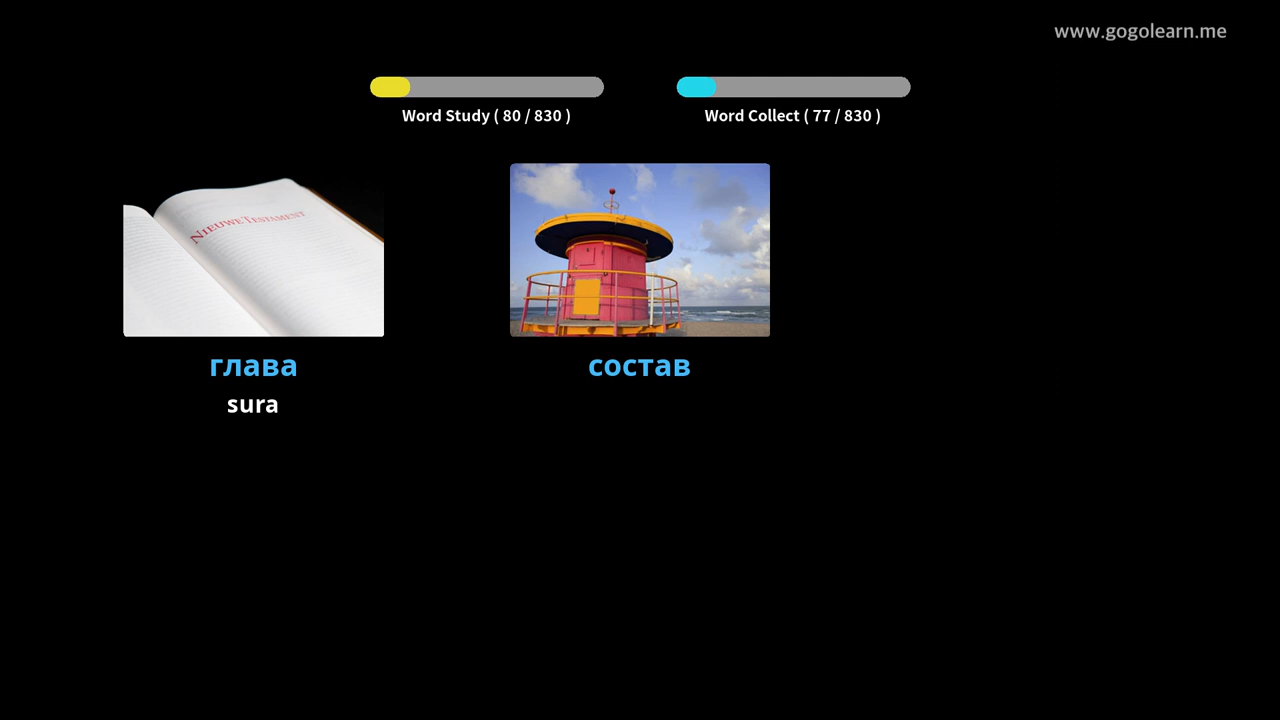 www.gogolearn.me
Word Study ( 80 / 830 )
Word Collect ( 77 / 830 )
NIEUWE TESTAMENT
глава
состав
sura